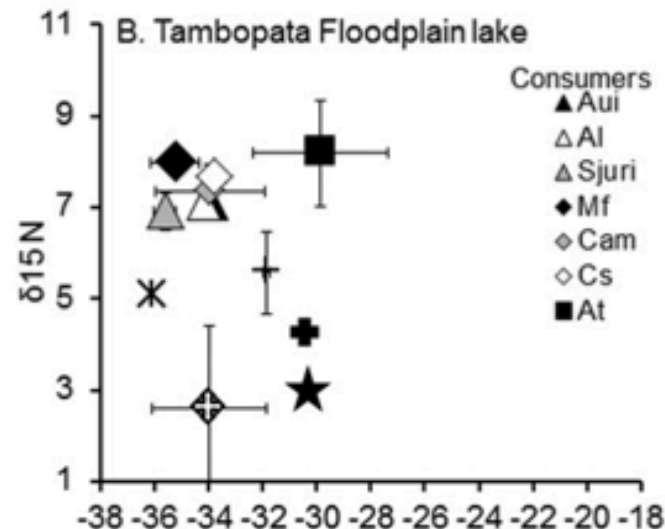 11
B. Tambopata Floodplain lake
Consumers
Aui
Al
Sjuri
Mf
Cam
Cs
At
9
7
5
3
1
δ15 N
-38 -36 -34 -32 -30 -28 -26 -24 -22 -20 -18